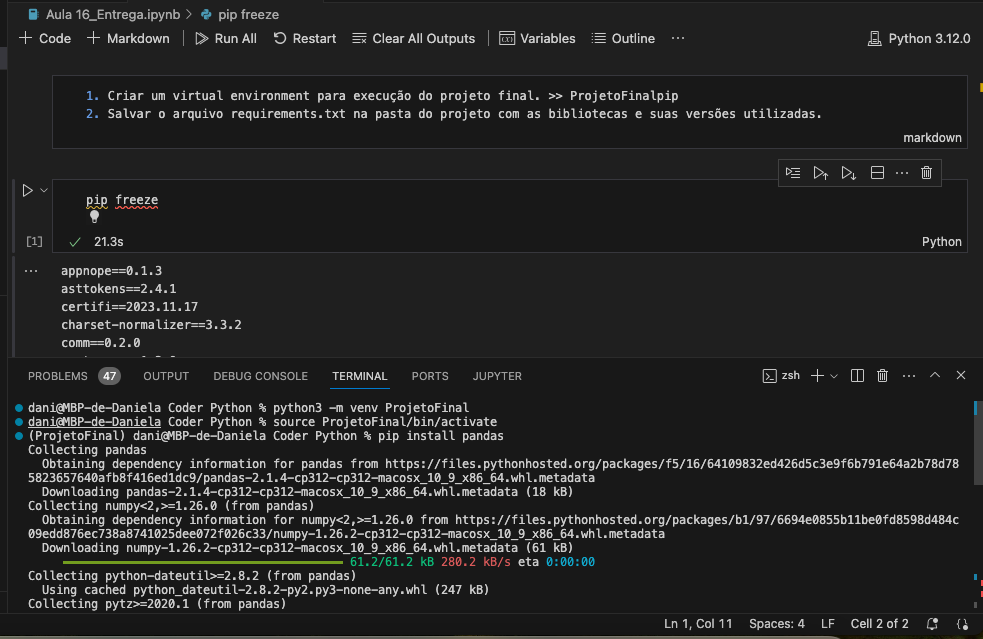 Aula 16_Entrega.ipynb > pip freeze
+ Code + Markdown | Run All Restart Clear All Outputs | Variables Outline ... Python 3.12.0
1. Criar um virtual environment para execução do projeto final. >> ProjetoFinalpip
2. Salvar o arquivo requirements.txt na pasta do projeto com as bibliotecas e suas versões utilizadas.
markdown
pip freeze
[1] ✓ 21.3s Python
... appnope==0.1.3
asttokens==2.4.1
certifi==2023.11.17
charset-normalizer==3.3.2
comm==0.2.0
PROBLEMS 47 OUTPUT DEBUG CONSOLE TERMINAL PORTS JUPYTER zsh
dani@MBP-de-Daniela Coder Python % python3 -m venv ProjetoFinal
dani@MBP-de-Daniela Coder Python % source ProjetoFinal/bin/activate
(ProjetoFinal) dani@MBP-de-Daniela Coder Python % pip install pandas
Collecting pandas
Obtaining dependency information for pandas from https://files.pythonhosted.org/packages/f5/16/64109832ed426d5c3e9f6b791e64a2b78d78
5823657640afb8f416ed1dc9/pandas-2.1.4-cp312-cp312-macosx_10_9_x86_64.whl.metadata
Downloading pandas-2.1.4-cp312-cp312-macosx_10_9_x86_64.whl.metadata (18 kB)
Collecting numpy<2,>=1.26.0 (from pandas)
Obtaining dependency information for numpy<2,>=1.26.0 from https://files.pythonhosted.org/packages/b1/97/6694e0855b11be0fd8598d484c
09edd876ec738a8741025dee072f026c33/numpy-1.26.2-cp312-cp312-macosx_10_9_x86_64.whl.metadata
Downloading numpy-1.26.2-cp312-cp312-macosx_10_9_x86_64.whl.metadata (61 kB)
61.2/61.2 kB 280.2 kB/s eta 0:00:00
Collecting python-dateutil>=2.8.2 (from pandas)
Using cached python_dateutil-2.8.2-py2.py3-none-any.whl (247 kB)
Collecting pytz>=2020.1 (from pandas)
Ln 1, Col 11 Spaces: 4 LF Cell 2 of 2